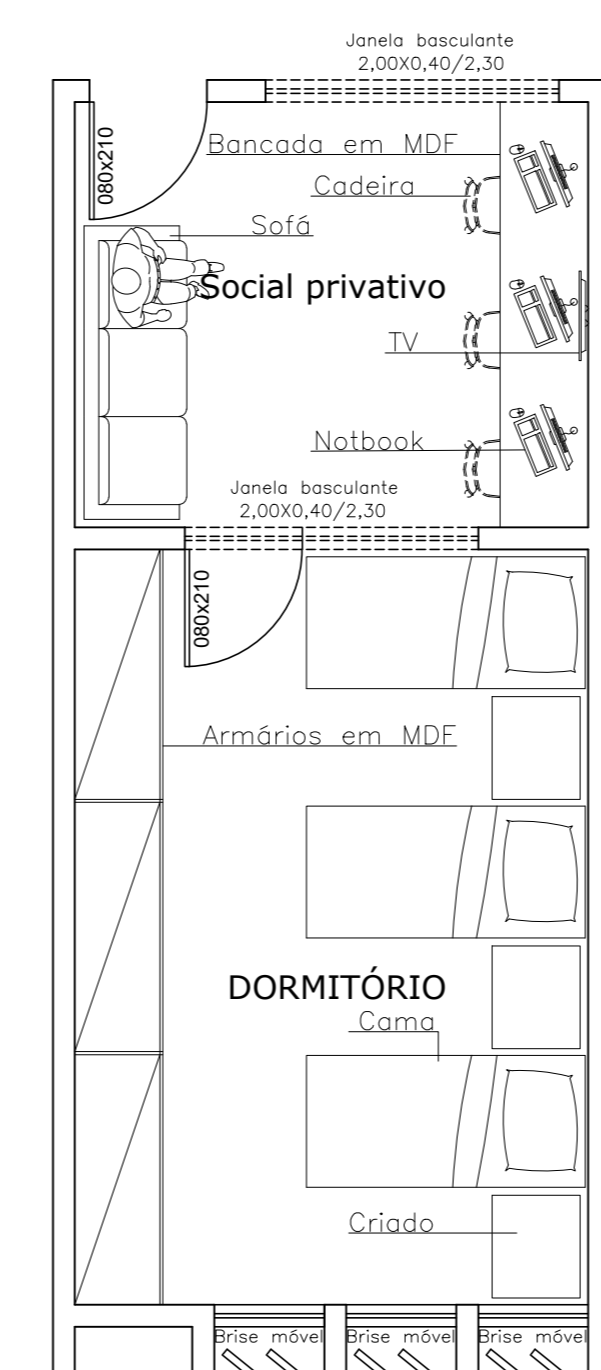 Janela basculante
2,00X0,40/2,30
080x210
Bancada em MDF
Cadeira
Sofá
Social privativo
TV
Notbook
Janela basculante
2,00X0,40/2,30
080x210
Armários em MDF
DORMITÓRIO
Cama
Criado
Brise móvel
Brise móvel
Brise móvel